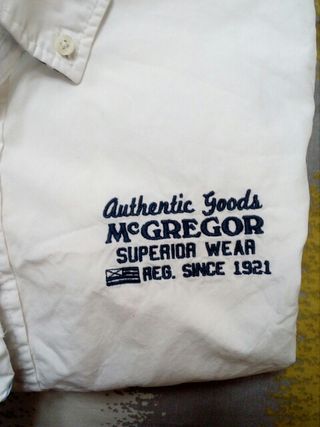 Authentic Goods
McGREGOR
SUPERIOR WEAR
REG. SINCE 1921